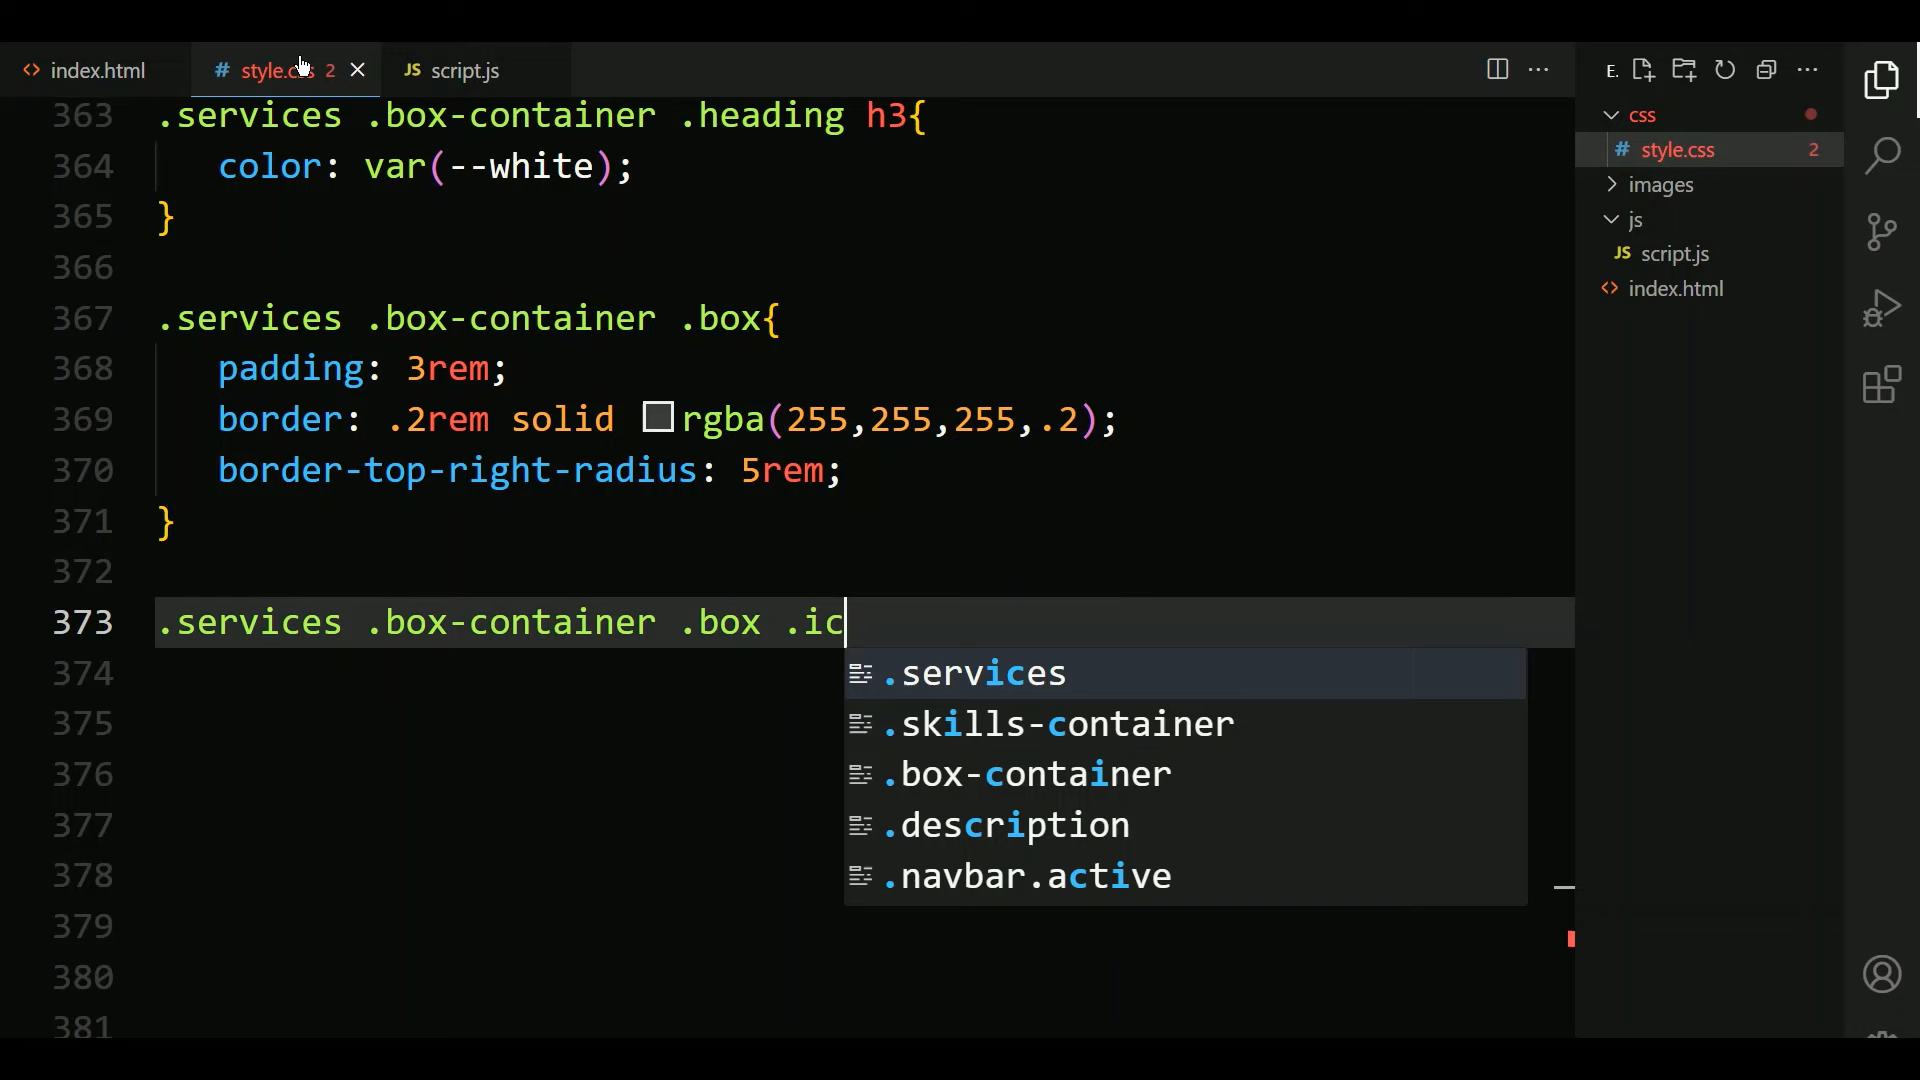 index.html style.css 2 JS script.js
E.
363 .services .box-container .heading h3{
364 color: var(--white);
365 }
366
367 .services .box-container .box{
368 padding: 3rem;
369 border: .2rem solid rgba(255,255,255,.2);
370 border-top-right-radius: 5rem;
371 }
372
373 .services .box-container .box .ic
374 .services
375 .skills-container
376 .box-container
377 .description
378 .navbar.active
379
380
381
css
# style.css 2
images
js
JS script.js
index.html